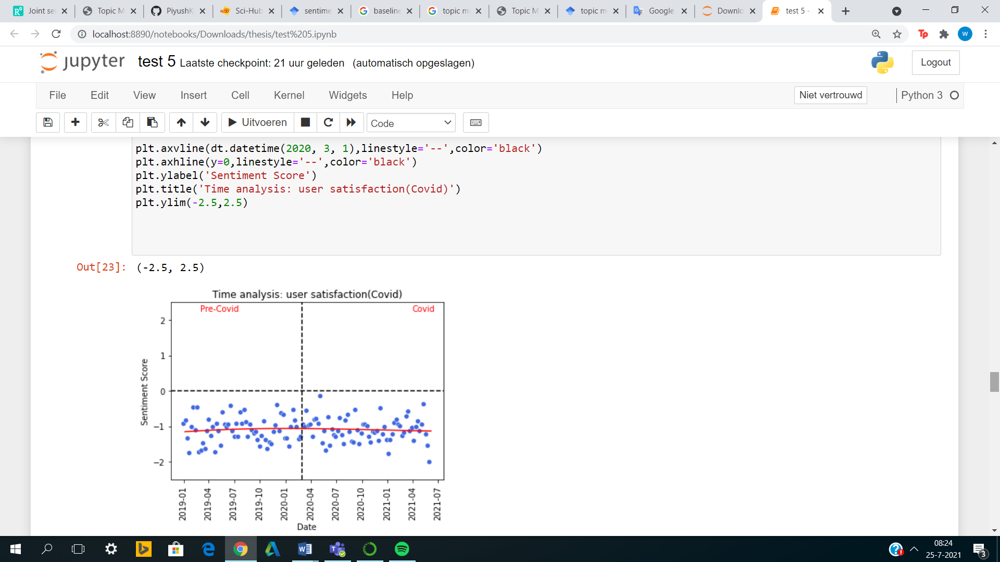 Joint se
Topic M
PiyushK
Sci-Hub
sentime
baseline
topic m
Topic M
topic m
Google
Downlo
test 5 -
localhost:8890/notebooks/Downloads/thesis/test%205.ipynb
Tp
W
jupyter test 5 Laatste checkpoint: 21 uur geleden (automatisch opgeslagen)
Logout
File Edit View Insert Cell Kernel Widgets Help
Niet vertrouwd
Python 3
Uitvoeren
Code
plt.axvline(dt.datetime(2020, 3, 1),linestyle='--',color='black')
plt.axhline(y=0,linestyle='--',color='black')
plt.ylabel('Sentiment Score')
plt.title('Time analysis: user satisfaction(Covid)')
plt.ylim(-2.5,2.5)
Out[23]: (-2.5, 2.5)
Time analysis: user satisfaction(Covid)
Pre-Covid
Covid
2
1
0
−1
−2
Sentiment Score
2019-01
2019-04
2019-07
2019-10
2020-01
2020-04
2020-07
2020-10
2021-01
2021-04
2021-07
Date
08:24
25-7-2021
3